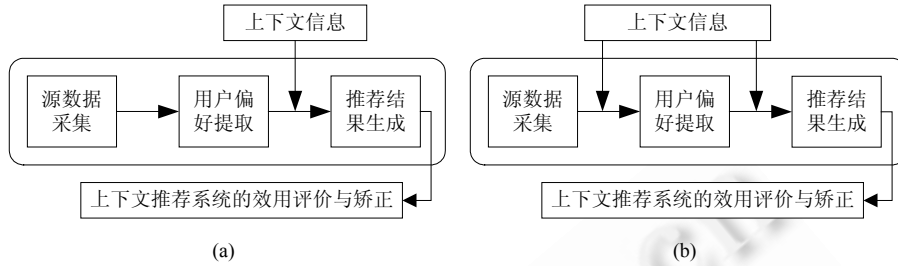 上下文信息
源数据
采集
用户偏
好提取
推荐结
果生成
上下文推荐系统的效用评价与矫正
(a)
上下文信息
源数据
采集
用户偏
好提取
推荐结
果生成
上下文推荐系统的效用评价与矫正
(b)